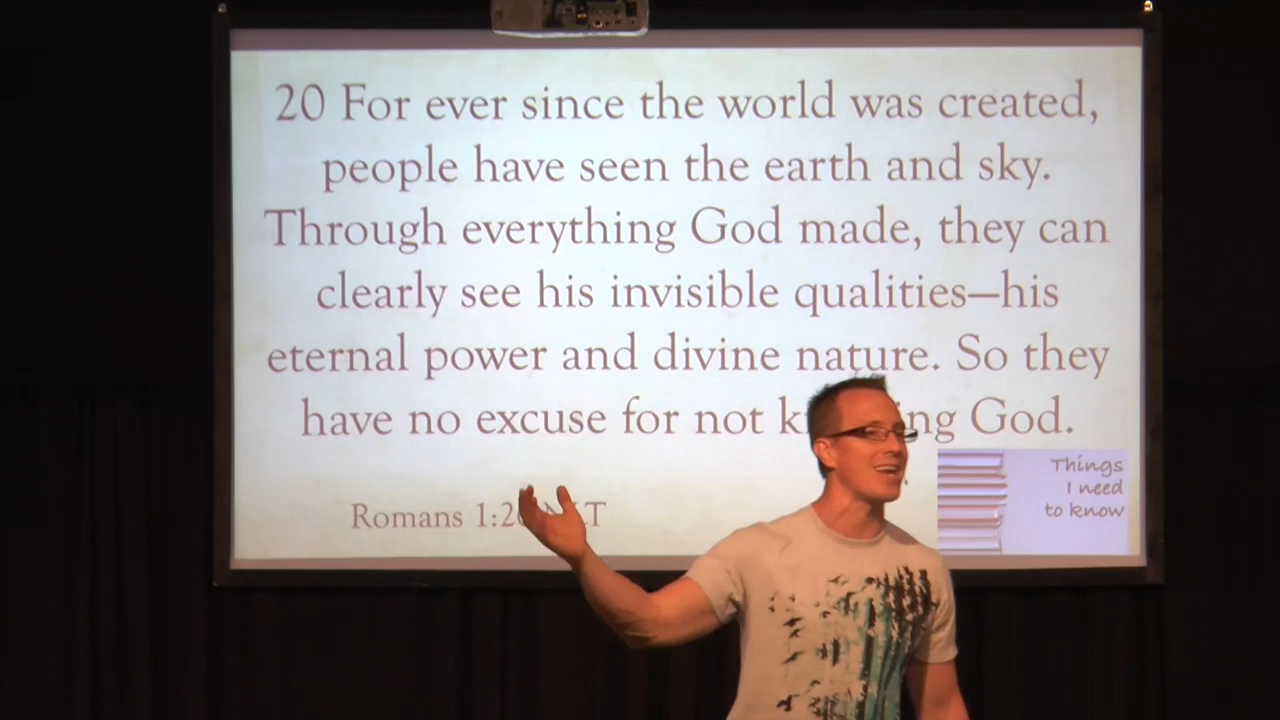 20 For ever since the world was created,
people have seen the earth and sky.
Through everything God made, they can
clearly see his invisible qualities—his
eternal power and divine nature. So they
have no excuse for not God.
Romans
Things
I need
to know